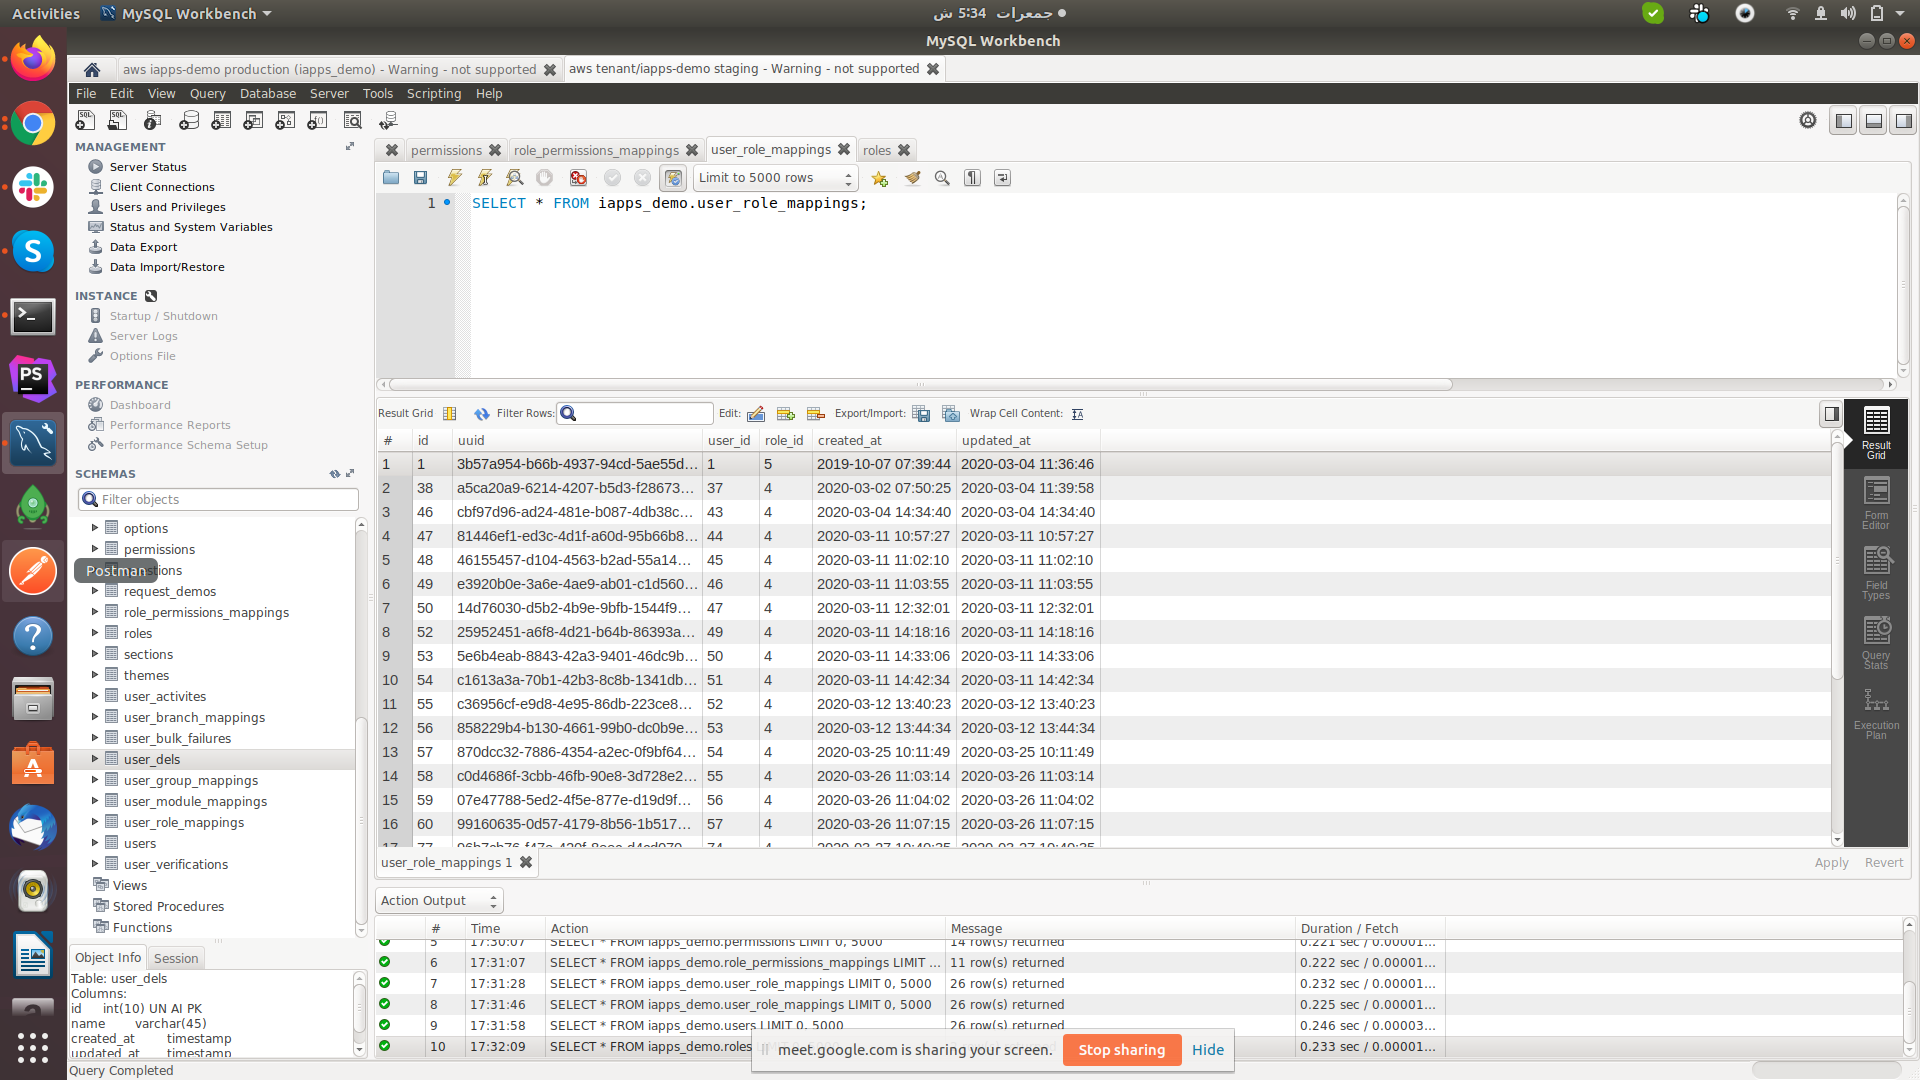 Activities
MySQL Workbench
جمعرات 5:34 ش
MySQL Workbench
aws iapps-demo production (iapps_demo) - Warning - not supported
aws tenant/iapps-demo staging - Warning - not supported
File Edit View Query Database Server Tools Scripting Help
MANAGEMENT
Server Status
Client Connections
Users and Privileges
Status and System Variables
Data Export
Data Import/Restore
INSTANCE
Startup / Shutdown
Server Logs
Options File
PERFORMANCE
Dashboard
Performance Reports
Performance Schema Setup
SCHEMAS
Filter objects
options
permissions
Postman
stions
request_demos
role_permissions_mappings
roles
sections
themes
user_activites
user_branch_mappings
user_bulk_failures
user_dels
user_group_mappings
user_module_mappings
user_role_mappings
users
user_verifications
Views
Stored Procedures
Functions
Object Info Session
Table: user_dels
Columns:
id int(10) UN AI PK
name varchar(45)
created_at timestamp
updated_at timestamp
Query Completed
permissions role_permissions_mappings user_role_mappings roles
Limit to 5000 rows
1 SELECT * FROM iapps_demo.user_role_mappings;
Result Grid Filter Rows: Edit: Export/Import: Wrap Cell Content:
# id uuid user_id role_id created_at updated_at
1 1 3b57a954-b66b-4937-94cd-5ae55d... 1 5 2019-10-07 07:39:44 2020-03-04 11:36:46
2 38 a5ca20a9-6214-4207-b5d3-f28673... 37 4 2020-03-02 07:50:25 2020-03-04 11:39:58
3 46 cbf97d96-ad24-481e-b087-4db38c... 43 4 2020-03-04 14:34:40 2020-03-04 14:34:40
4 47 81446ef1-ed3c-4d1f-a60d-95b66b8... 44 4 2020-03-11 10:57:27 2020-03-11 10:57:27
5 48 46155457-d104-4563-b2ad-55a14... 45 4 2020-03-11 11:02:10 2020-03-11 11:02:10
6 49 e3920b0e-3a6e-4ae9-ab01-c1d560... 46 4 2020-03-11 11:03:55 2020-03-11 11:03:55
7 50 14d76030-d5b2-4b9e-9bfb-1544f9... 47 4 2020-03-11 12:32:01 2020-03-11 12:32:01
8 52 25952451-a6f8-4d21-b64b-86393a... 49 4 2020-03-11 14:18:16 2020-03-11 14:18:16
9 53 5e6b4eab-8843-42a3-9401-46dc9b... 50 4 2020-03-11 14:33:06 2020-03-11 14:33:06
10 54 c1613a3a-70b1-42b3-8c8b-1341db... 51 4 2020-03-11 14:42:34 2020-03-11 14:42:34
11 55 c36956cf-e9d8-4e95-86db-223ce8... 52 4 2020-03-12 13:40:23 2020-03-12 13:40:23
12 56 858229b4-b130-4661-99b0-dc0b9e... 53 4 2020-03-12 13:44:34 2020-03-12 13:44:34
13 57 870dcc32-7886-4354-a2ec-0f9bf64... 54 4 2020-03-25 10:11:49 2020-03-25 10:11:49
14 58 c0d4686f-3cbb-46fb-90e8-3d728e2... 55 4 2020-03-26 11:03:14 2020-03-26 11:03:14
15 59 07e47788-5ed2-4f5e-877e-d19d9f... 56 4 2020-03-26 11:04:02 2020-03-26 11:04:02
16 60 99160635-0d57-4179-8b56-1b517... 57 4 2020-03-26 11:07:15 2020-03-26 11:07:15
Result Grid
Form Editor
Field Types
Query Stats
Execution Plan
user_role_mappings 1
Apply Revert
Action Output
# Time Action Message Duration / Fetch
5 17:30:07 SELECT * FROM iapps_demo.permissions LIMIT 0, 5000 14 row(s) returned 0.221 sec / 0.00001...
6 17:31:07 SELECT * FROM iapps_demo.role_permissions_mappings LIMIT ... 11 row(s) returned 0.222 sec / 0.00001...
7 17:31:28 SELECT * FROM iapps_demo.user_role_mappings LIMIT 0, 5000 26 row(s) returned 0.232 sec / 0.00001...
8 17:31:46 SELECT * FROM iapps_demo.user_role_mappings LIMIT 0, 5000 26 row(s) returned 0.225 sec / 0.00001...
9 17:31:58 SELECT * FROM iapps_demo.users LIMIT 0, 5000 26 row(s) returned 0.246 sec / 0.00003...
10 17:32:09 SELECT * FROM iapps_demo.roles 0.233 sec / 0.00001...
meet.google.com is sharing your screen. Stop sharing Hide